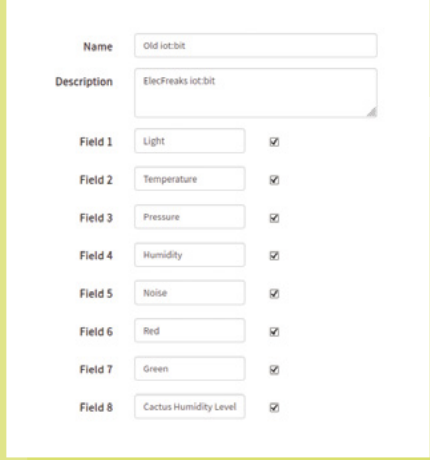 Name Old iot:bit
Description ElecFreaks iot:bit
Field 1 Light
Field 2 Temperature
Field 3 Pressure
Field 4 Humidity
Field 5 Noise
Field 6 Red
Field 7 Green
Field 8 Cactus Humidity Level